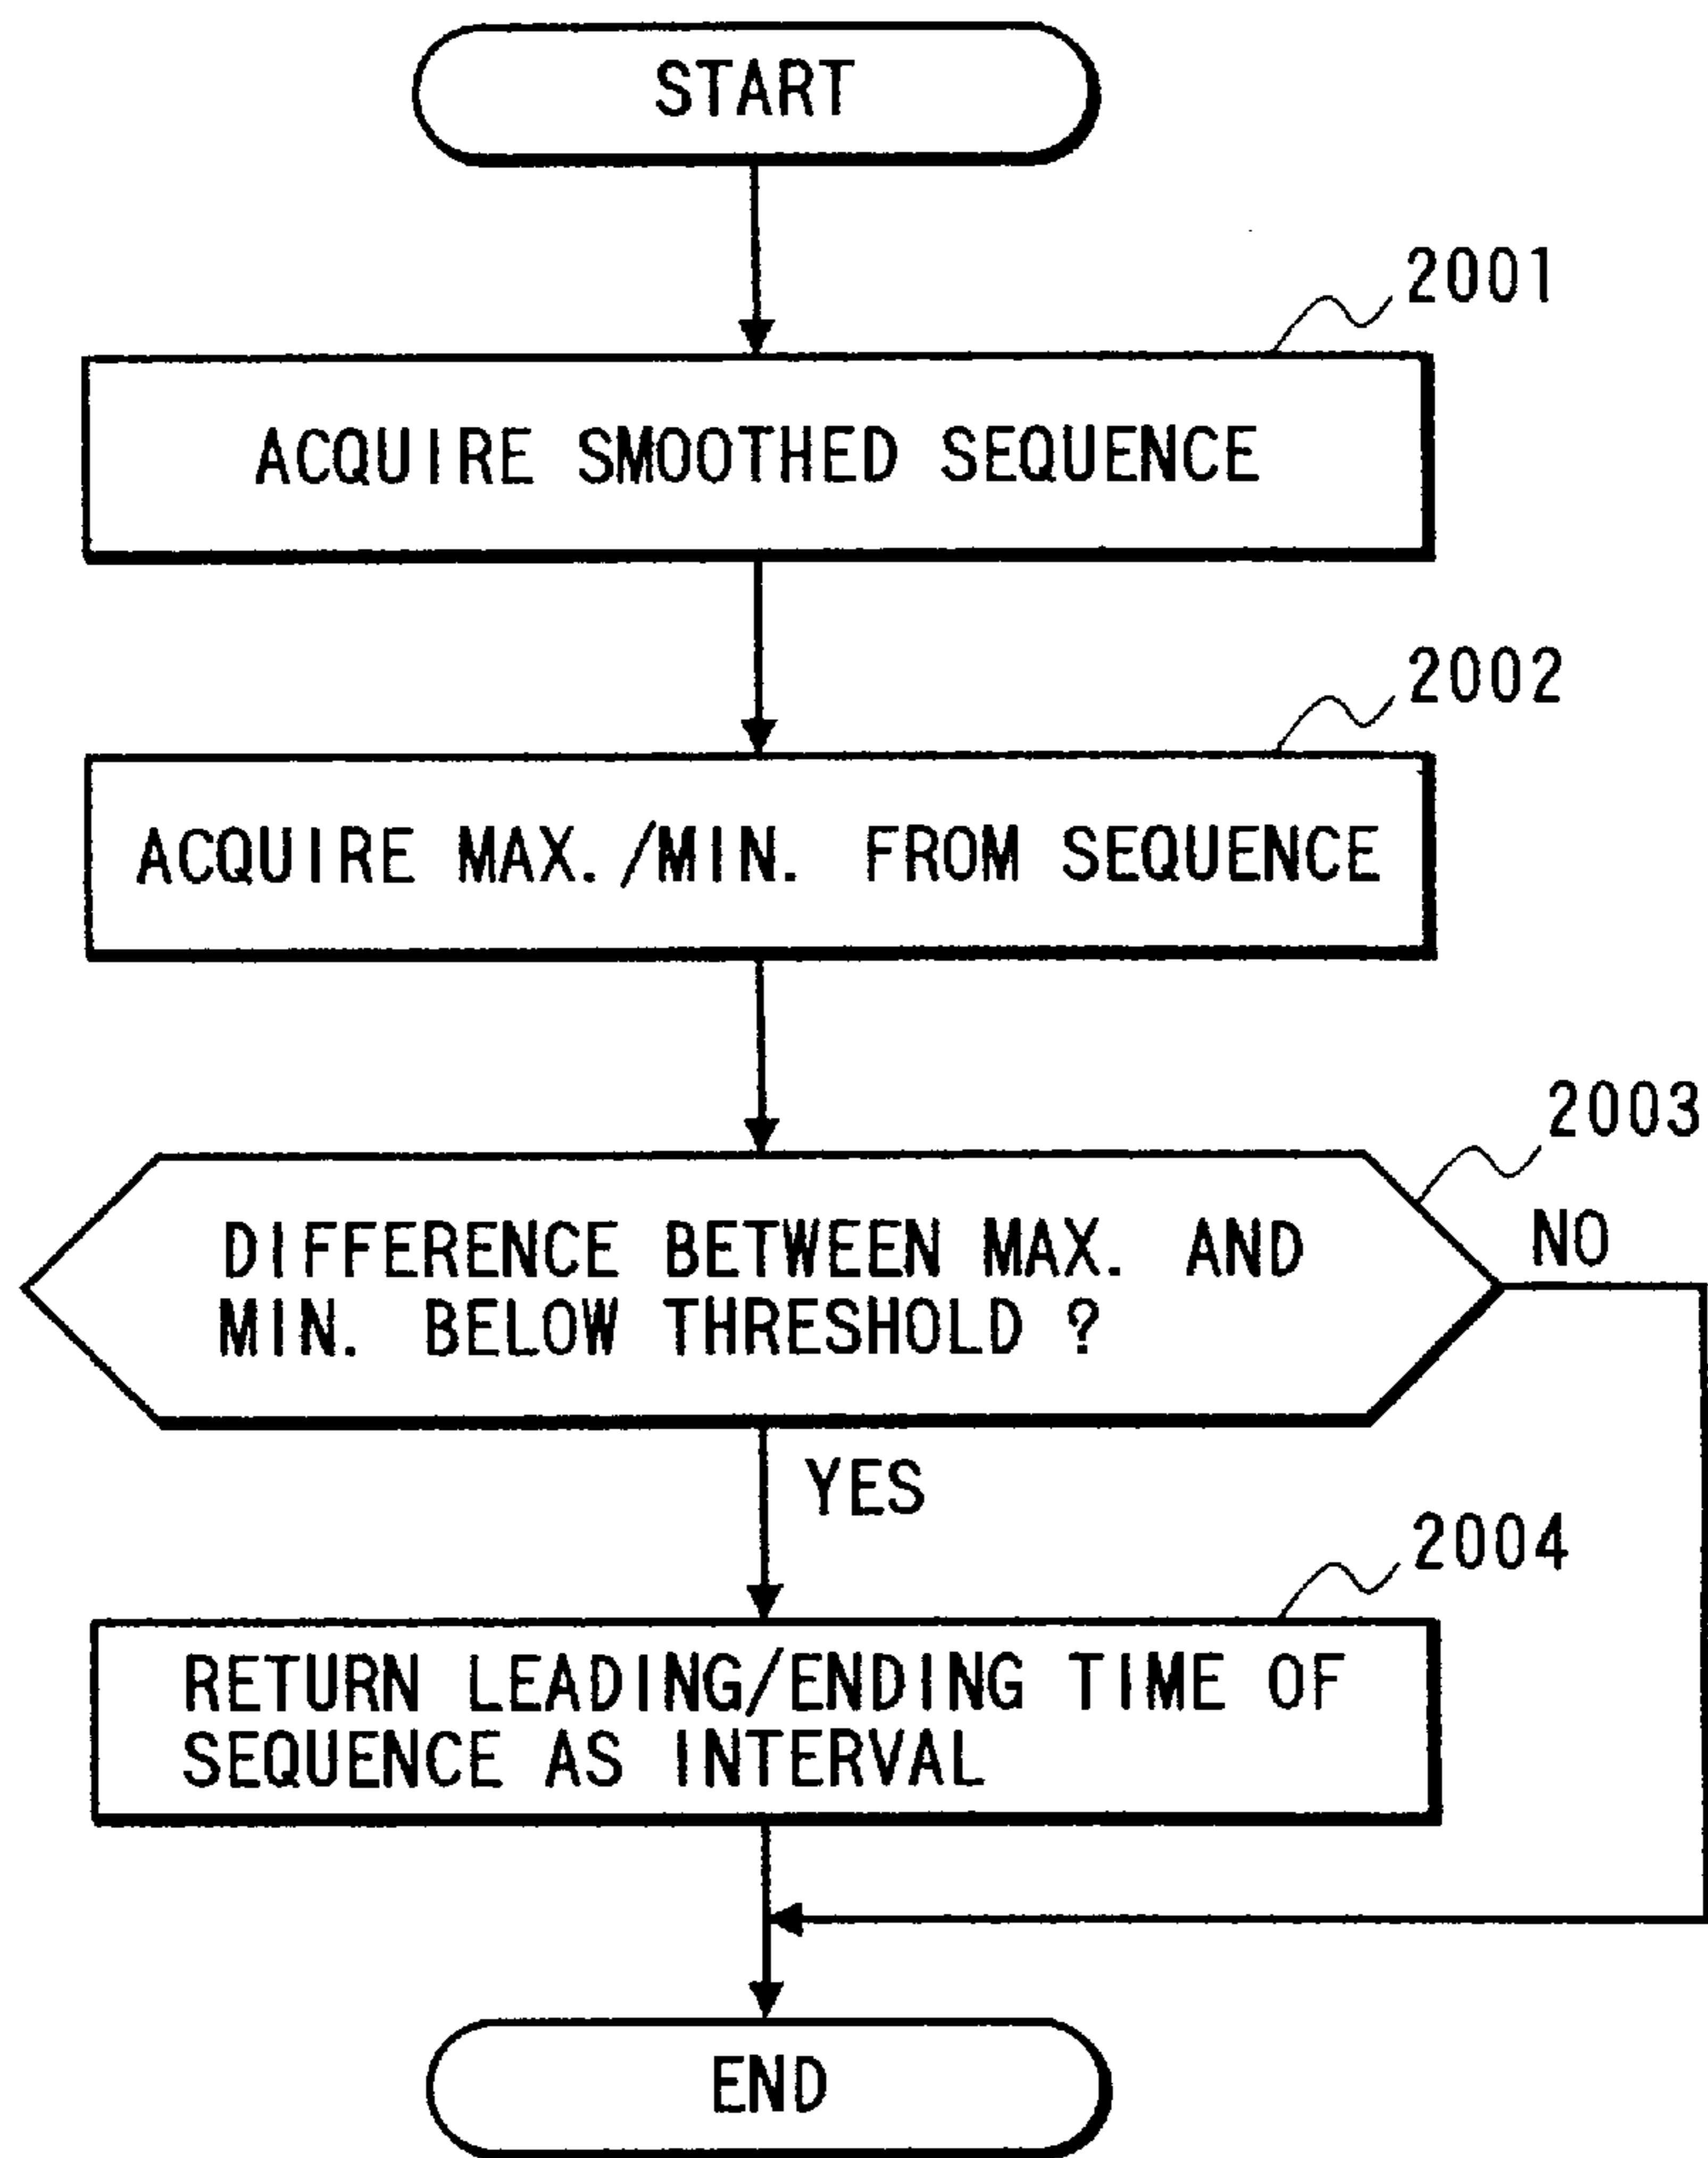 START
2001
ACQUIRE SMOOTHED SEQUENCE
2002
ACQUIRE MAX./MIN. FROM SEQUENCE
2003
DIFFERENCE BETWEEN MAX. AND
MIN. BELOW THRESHOLD ?
NO
YES
2004
RETURN LEADING/ENDING TIME OF
SEQUENCE AS INTERVAL
END